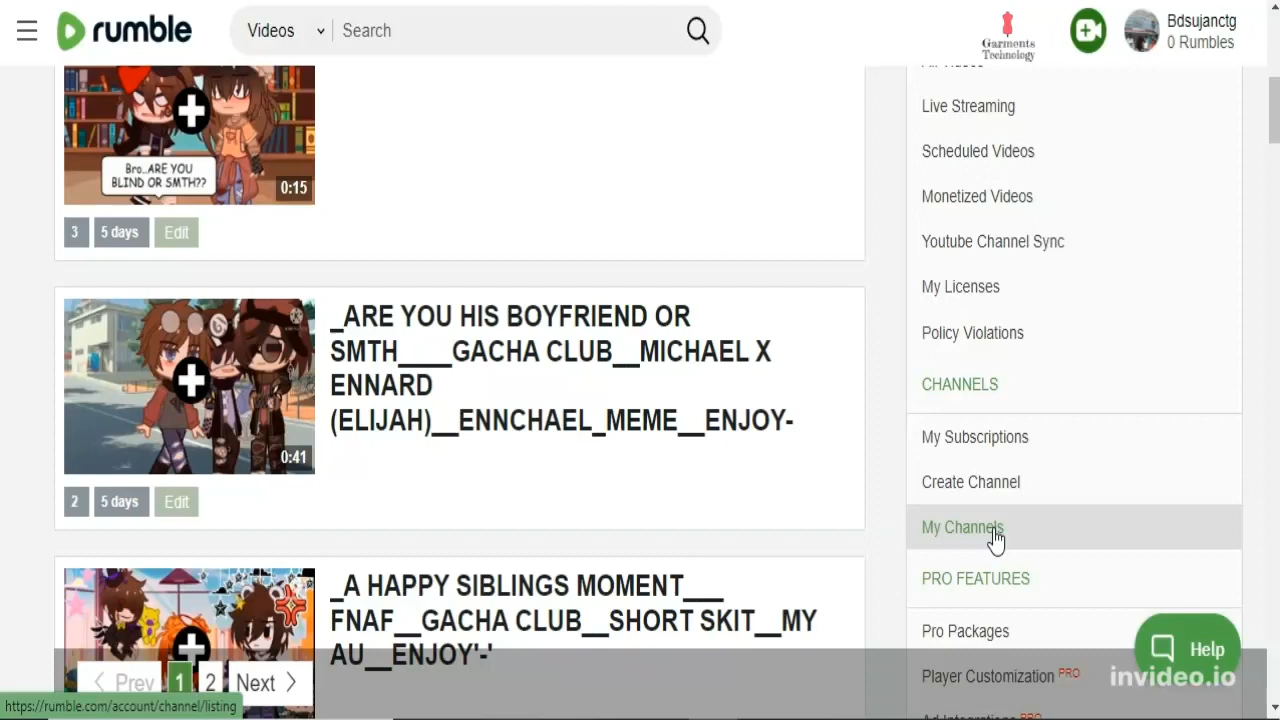 rumble
Videos
Search
Garments
Technology
Bdsujanctg
0 Rumbles
Bro..ARE YOU
BLIND OR SMTH??
0:15
3
5 days
Edit
_ARE YOU HIS BOYFRIEND OR
SMTH____GACHA CLUB__MICHAEL X
ENNARD
(ELIJAH)__ENNCHAEL_MEME__ENJOY-
0:41
2
5 days
Edit
_A HAPPY SIBLINGS MOMENT___
FNAF__GACHA CLUB__SHORT SKIT__MY
AU__ENJOY'-'
Prev
1
2
Next
https://rumble.com/account/channel/listing
Live Streaming
Scheduled Videos
Monetized Videos
Youtube Channel Sync
My Licenses
Policy Violations
CHANNELS
My Subscriptions
Create Channel
My Channels
PRO FEATURES
Pro Packages
Player Customization PRO
Help
invideo.io